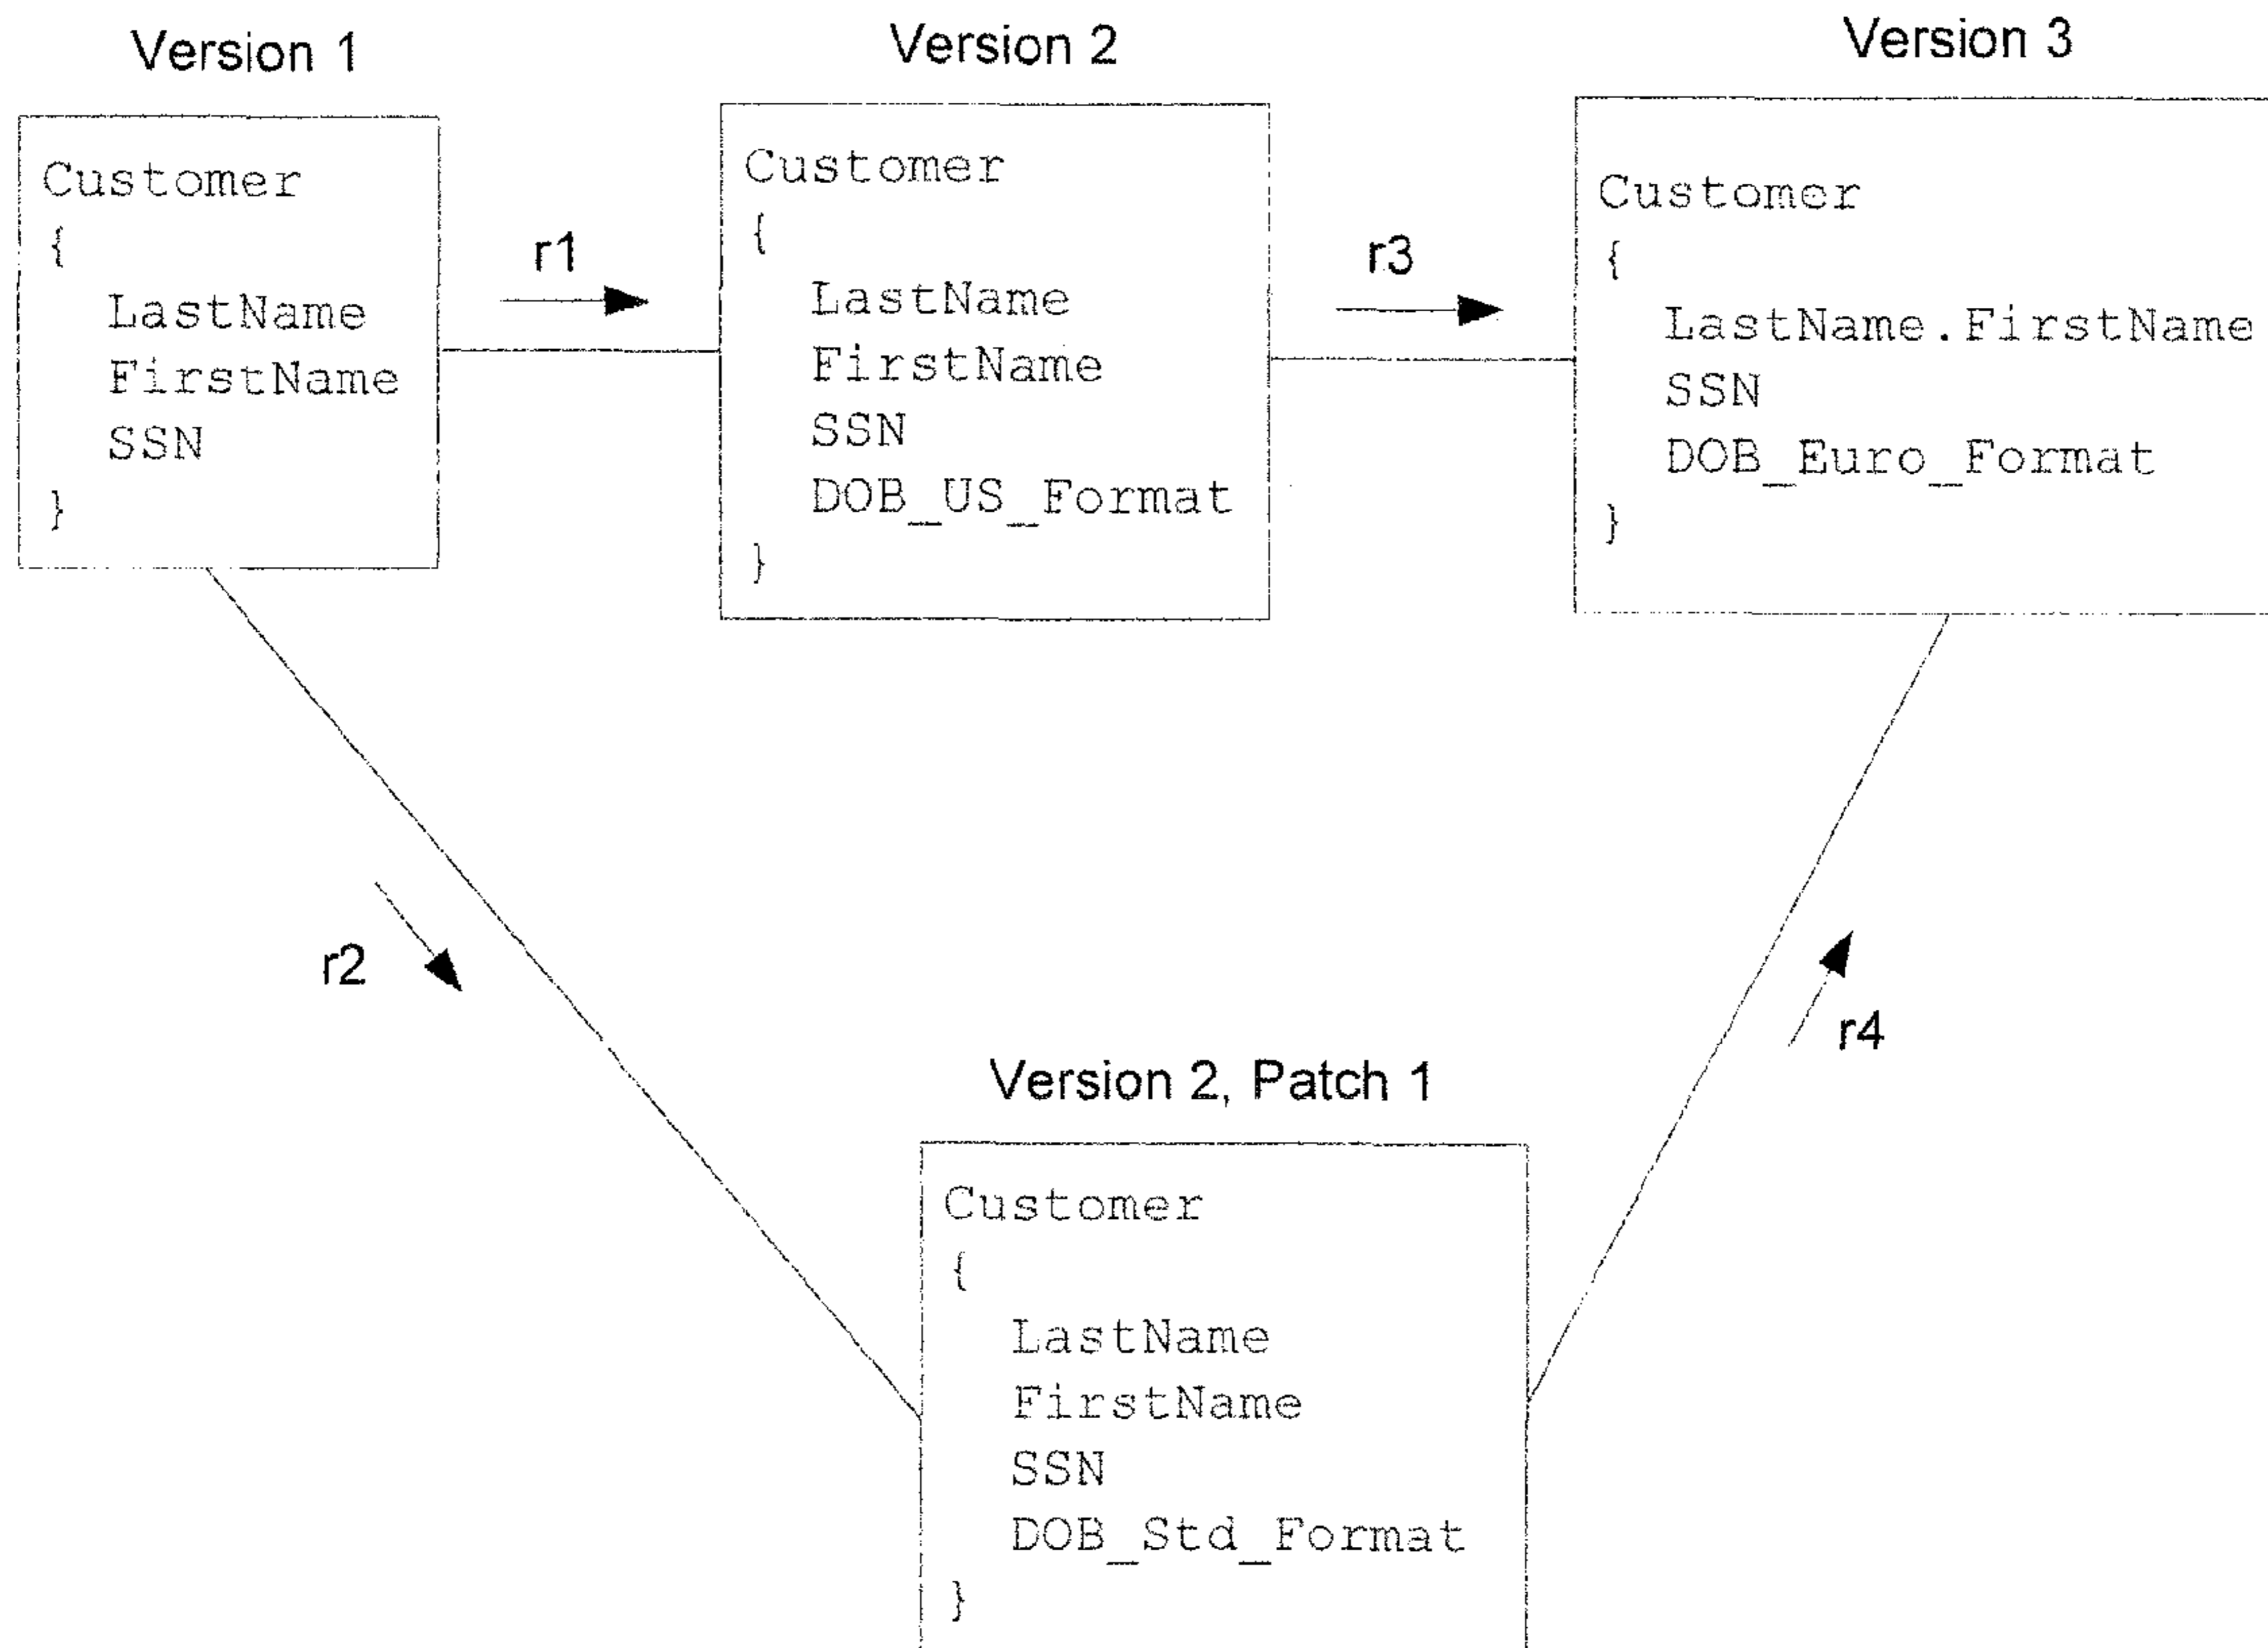 Version 1
Customer
{
LastName
FirstName
SSN
}
r1
Version 2
Customer
{
LastName
FirstName
SSN
DOB_US_Format
}
r3
Version 3
Customer
{
LastName.FirstName
SSN
DOB_Euro_Format
}
r2
r4
Version 2, Patch 1
Customer
{
LastName
FirstName
SSN
DOB_Std_Format
}